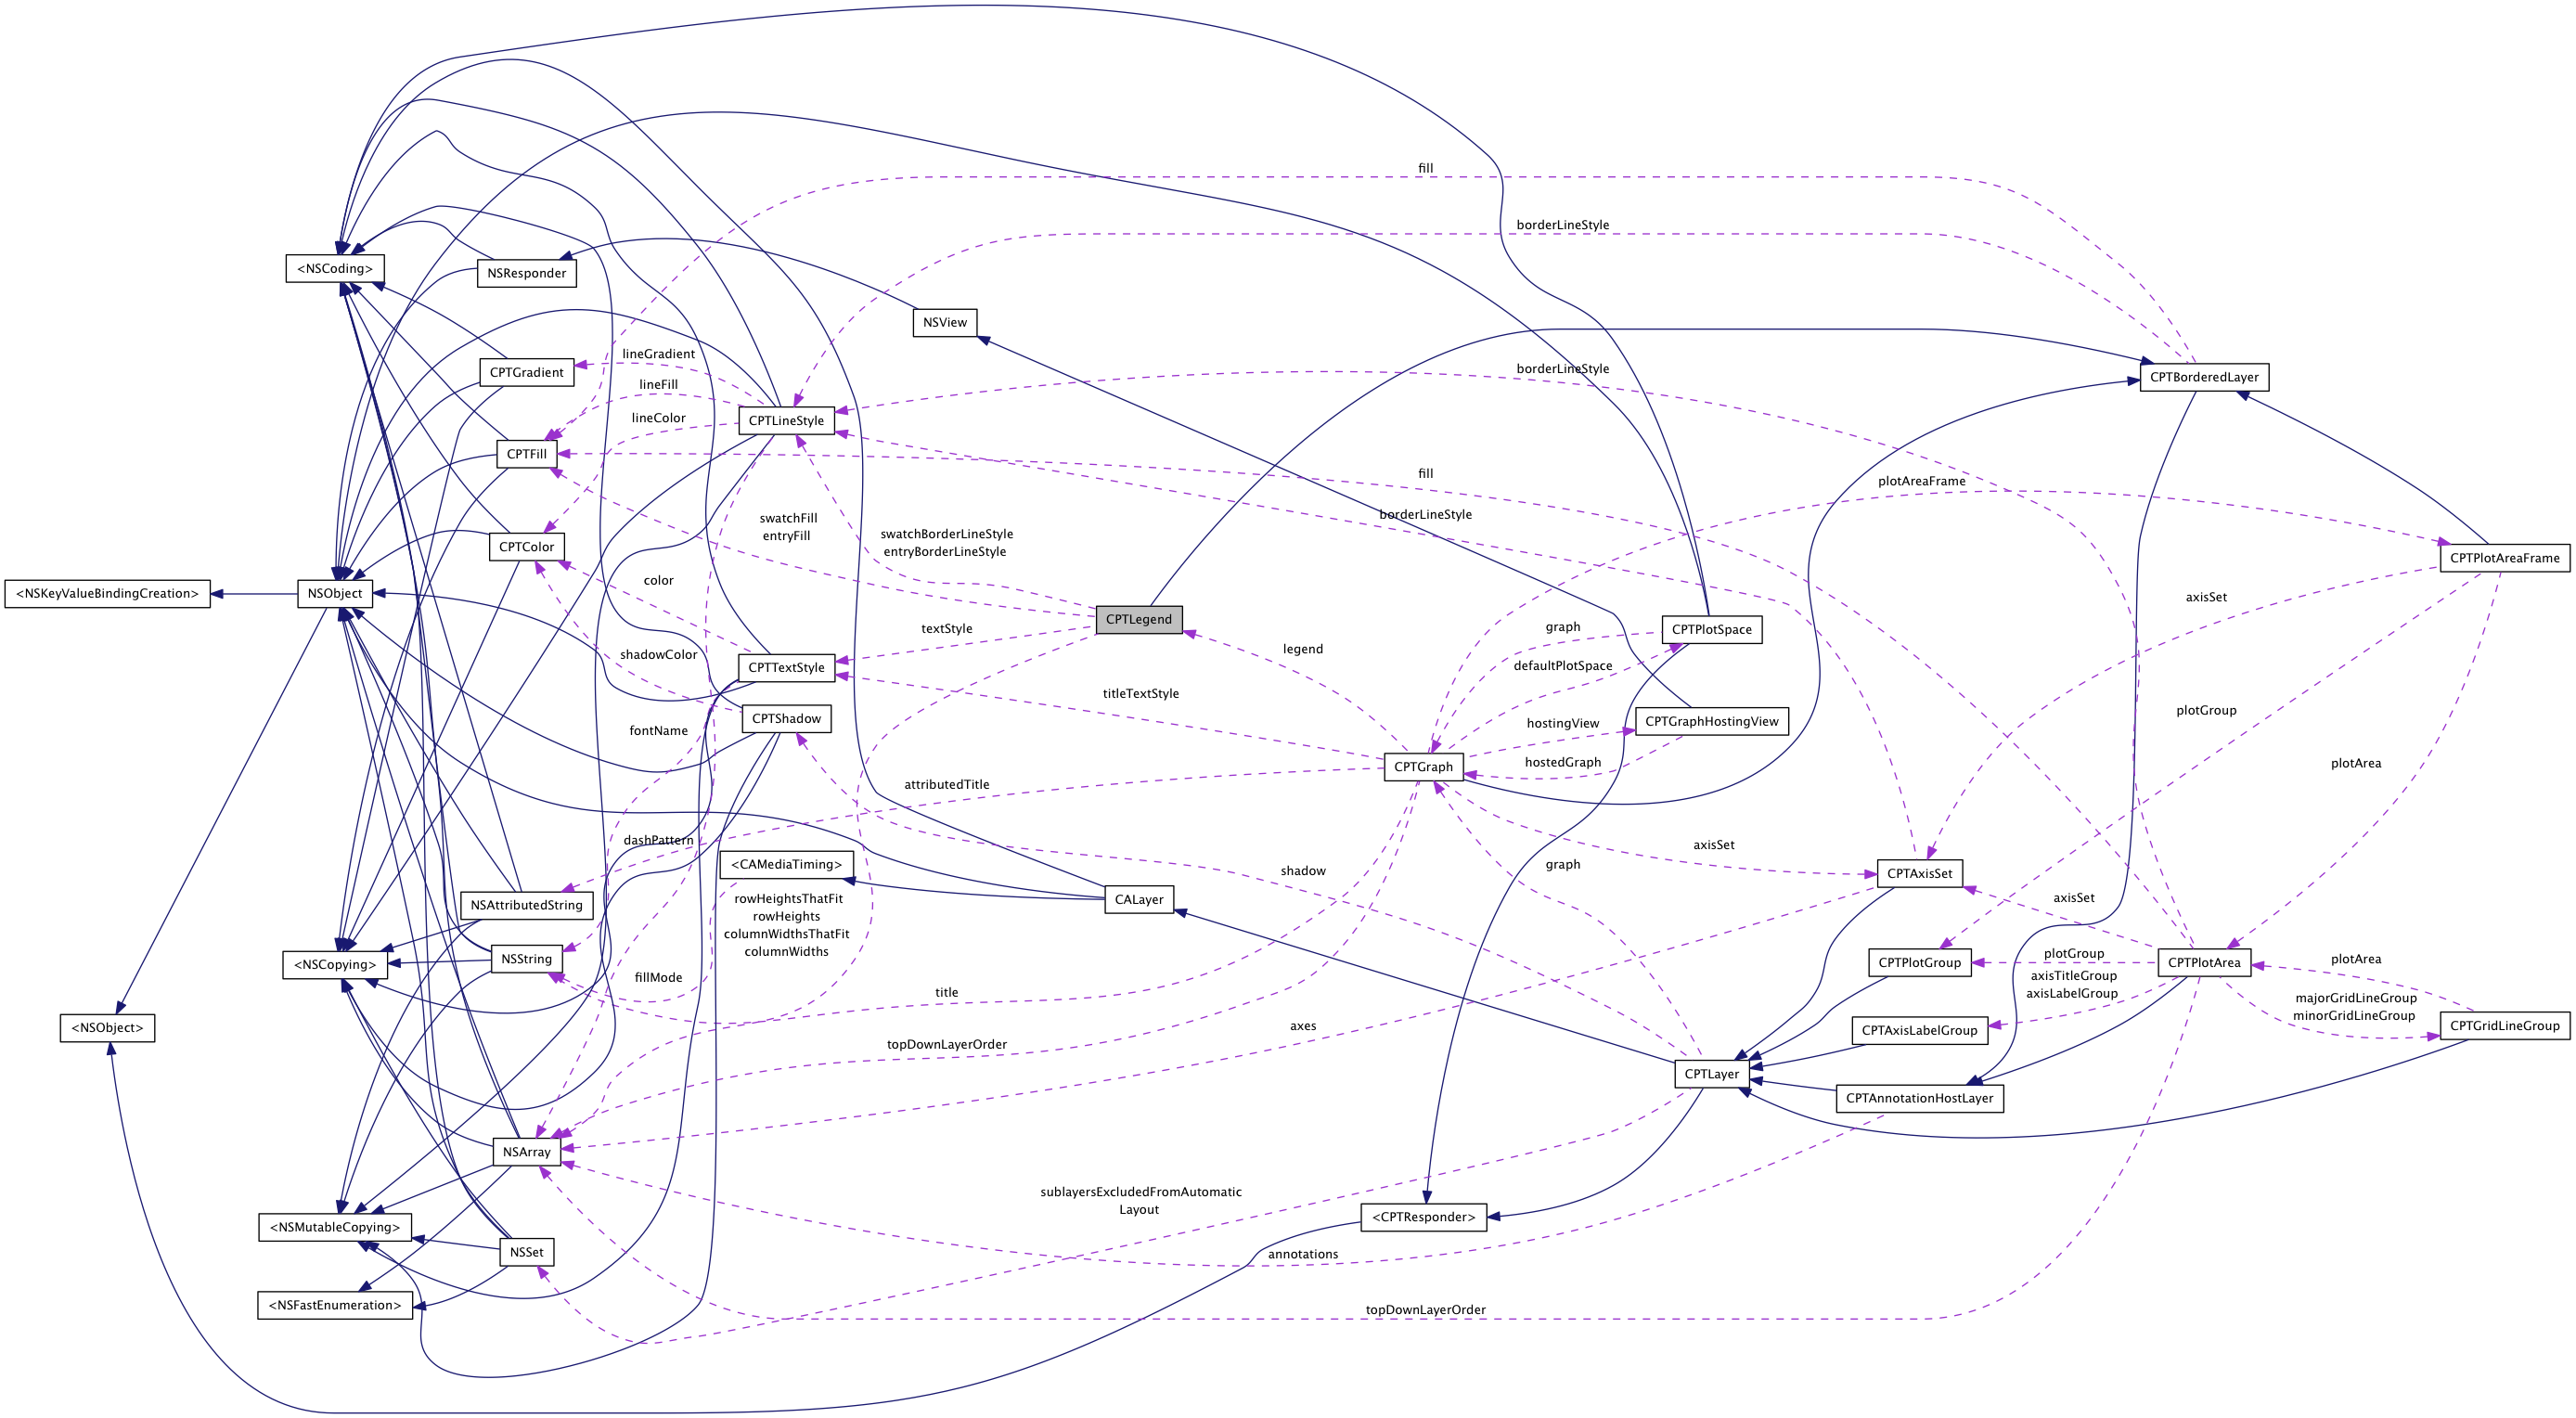 fill
borderLineStyle
<NSCoding>
NSResponder
NSView
lineGradient
CPTGradient
borderLineStyle
CPTBorderedLayer
lineFill
lineColor
CPTLineStyle
CPTFill
fill
plotAreaFrame
swatchFill
entryFill
swatchBorderLineStyle
entryBorderLineStyle
borderLineStyle
CPTColor
CPTPlotAreaFrame
color
<NSKeyValueBindingCreation>
NSObject
axisSet
CPTLegend
textStyle
graph
CPTPlotSpace
shadowColor
CPTTextStyle
legend
defaultPlotSpace
titleTextStyle
CPTShadow
fontName
hostingView
CPTGraphHostingView
plotGroup
CPTGraph
hostedGraph
plotArea
attributedTitle
dashPattern
<CAMediaTiming>
axisSet
graph
shadow
CPTAxisSet
NSAttributedString
rowHeightsThatFit
rowHeights
columnWidthsThatFit
columnWidths
CALayer
axisSet
<NSCopying>
NSString
CPTPlotGroup
plotGroup
CPTPlotArea
plotArea
fillMode
title
axisTitleGroup
axisLabelGroup
majorGridLineGroup
minorGridLineGroup
<NSObject>
axes
CPTAxisLabelGroup
CPTGridLineGroup
topDownLayerOrder
CPTLayer
CPTAnnotationHostLayer
NSArray
sublayersExcludedFromAutomatic
Layout
<NSMutableCopying>
<CPTResponder>
NSSet
annotations
<NSFastEnumeration>
topDownLayerOrder